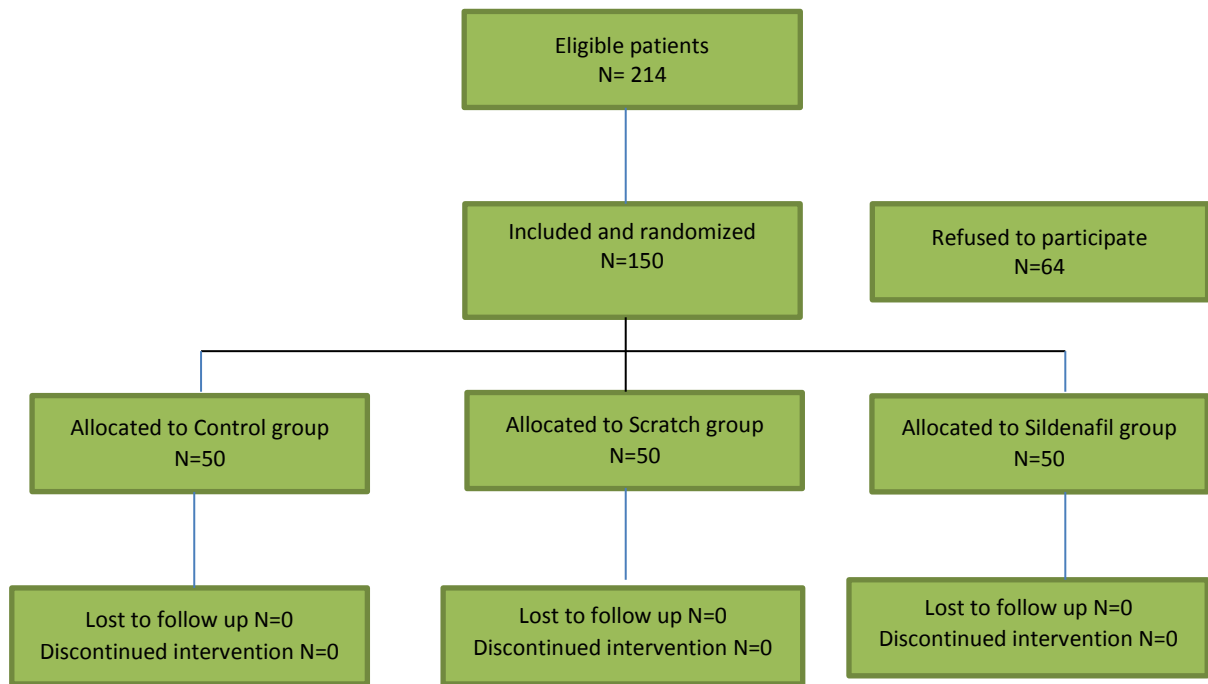 Eligible patients
N= 214
Included and randomized
N=150
Refused to participate
N=64
Allocated to Control group
N=50
Allocated to Scratch group
N=50
Allocated to Sildenafil group
N=50
Lost to follow up N=0
Discontinued intervention N=0
Lost to follow up N=0
Discontinued intervention N=0
Lost to follow up N=0
Discontinued intervention N=0